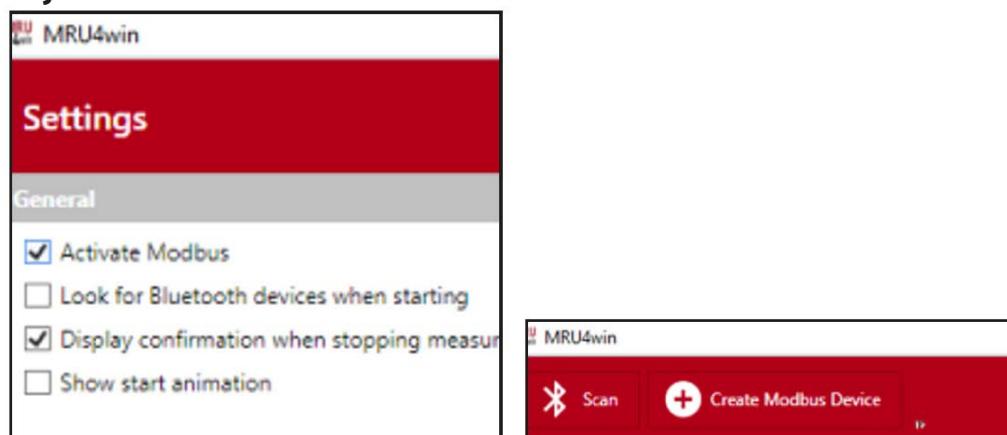 MRU4win
Settings
General
Activate Modbus
Look for Bluetooth devices when starting
Display confirmation when stopping measur
Show start animation
MRU4win
Scan
Create Modbus Device